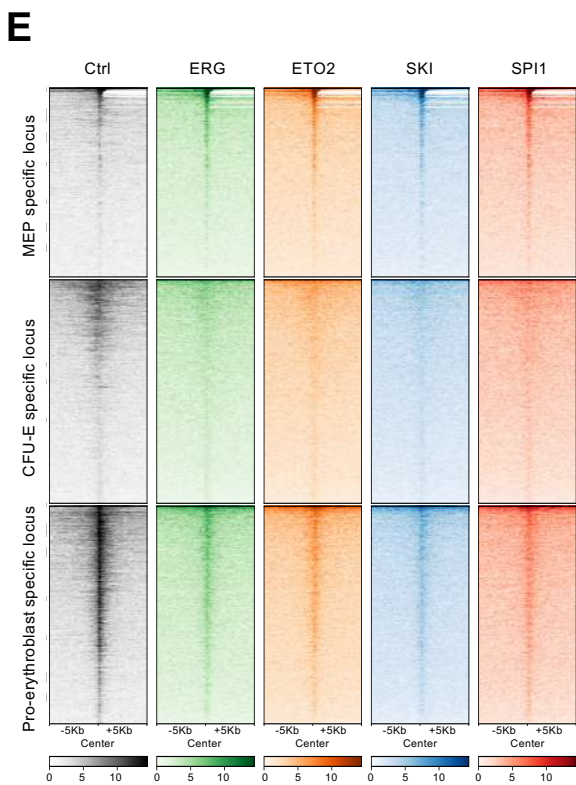 E
Ctrl ERG ETO2 SKI SPI1
MEP specific locus
CFU-E specific locus
Pro-erythroblast specific locus
-5Kb +5Kb -5Kb +5Kb -5Kb +5Kb -5Kb +5Kb -5Kb +5Kb
Center Center Center Center Center
0 5 10 0 5 10 0 5 10 0 5 10 0 5 10